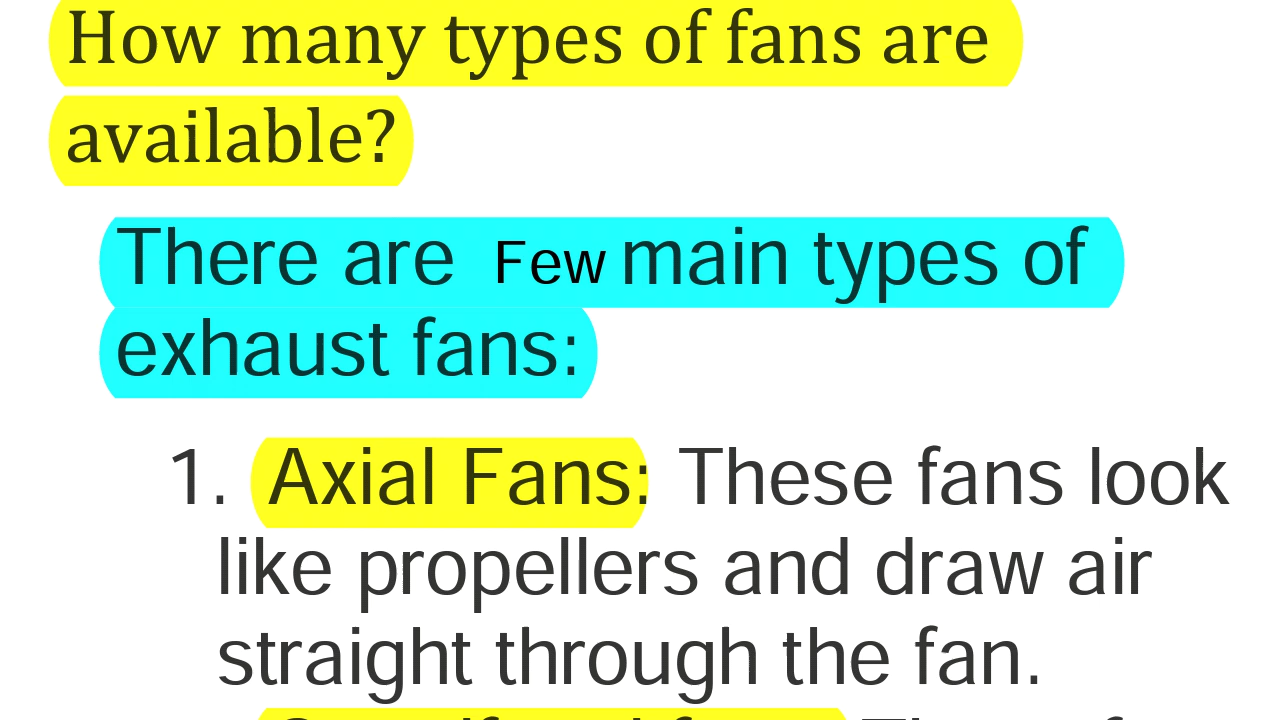 How many types of fans are
available?
There are Few main types of
exhaust fans:
1. Axial Fans: These fans look
like propellers and draw air
straight through the fan.